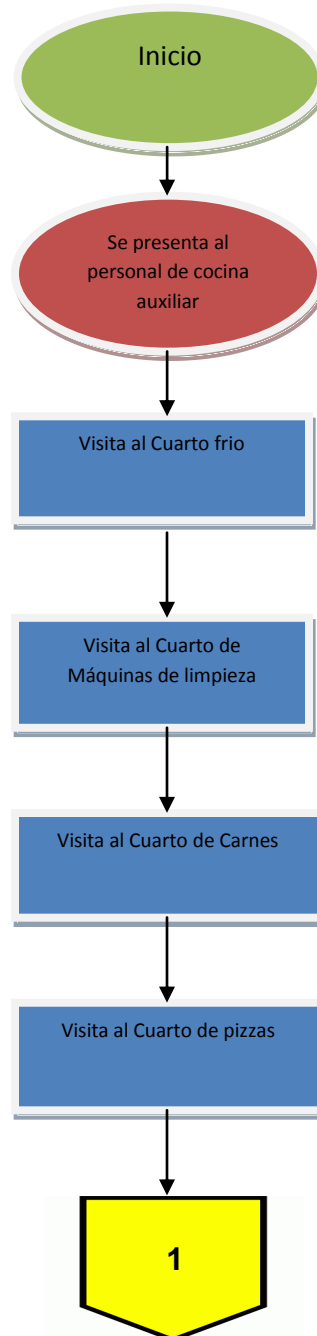 Inicio
Se presenta al
personal de cocina
auxiliar
Visita al Cuarto frio
Visita al Cuarto de
Máquinas de limpieza
Visita al Cuarto de Carnes
Visita al Cuarto de pizzas
1